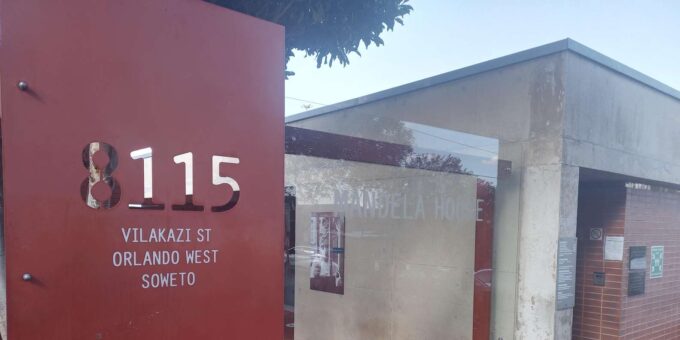 8115
VILAKAZI ST
ORLANDO WEST
SOWETO
MANDELA HOUSE